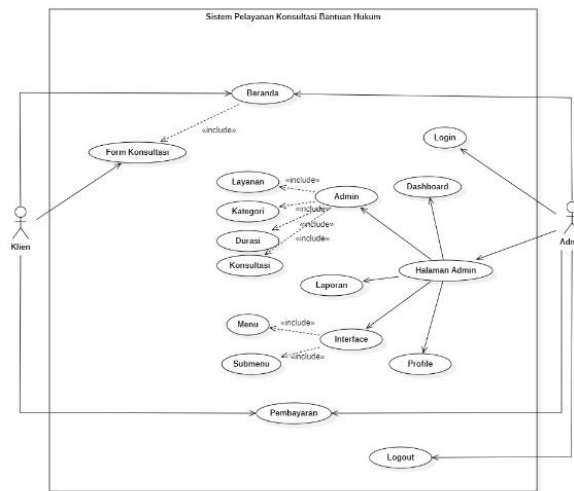 Sistem Pelayanan Konsultasi Bantuan Hukum
Beranda
«include»
Form Konsultasi
Login
Layanan
«include»
Admin
Dashboard
Kategori
«include»
Durasi
«include»
Konsultasi
Klien
Halaman Admin
Laporan
Menu
«include»
Interface
Submenu
«include»
Profile
Pembayaran
Logout